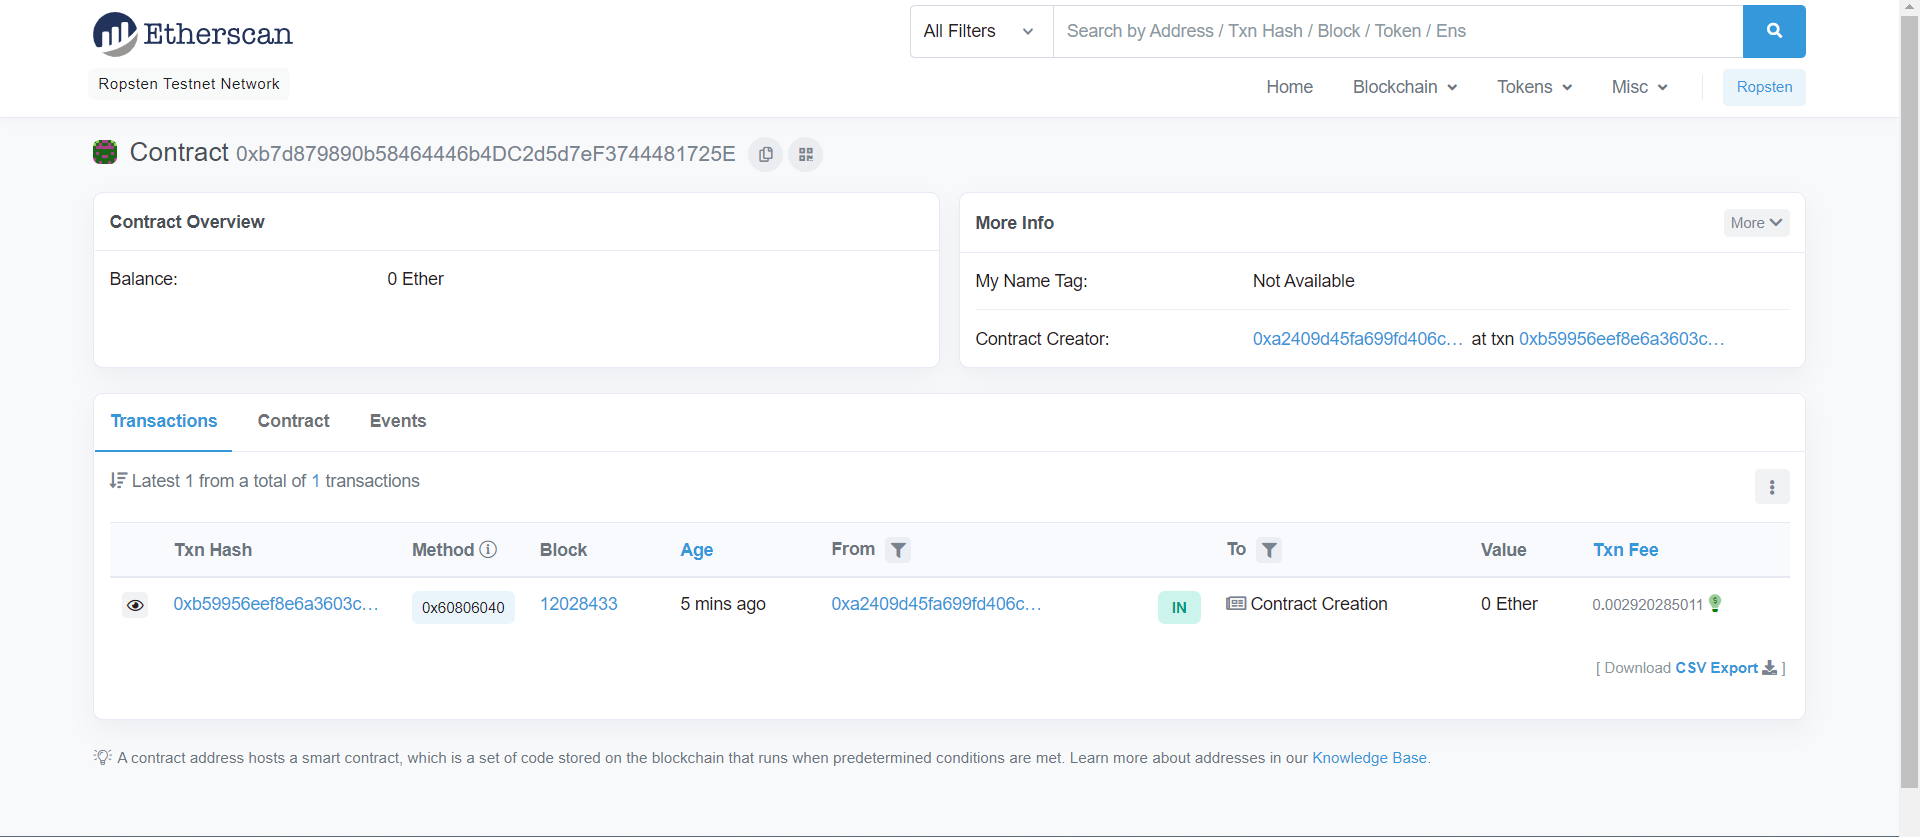 Etherscan
All Filters
Search by Address / Txn Hash / Block / Token / Ens
Ropsten Testnet Network
Home Blockchain Tokens Misc Ropsten
Contract 0xb7d879890b58464446b4DC2d5d7eF3744481725E
Contract Overview
Balance: 0 Ether
More Info More
My Name Tag: Not Available
Contract Creator: 0xa2409d45fa699fd406c... at txn 0xb59956eef8e6a3603c...
Transactions Contract Events
Latest 1 from a total of 1 transactions
Txn Hash Method Block Age From To Value Txn Fee
0xb59956eef8e6a3603c... 0x60806040 12028433 5 mins ago 0xa2409d45fa699fd406c... IN Contract Creation 0 Ether 0.002920285011
[ Download CSV Export ]
A contract address hosts a smart contract, which is a set of code stored on the blockchain that runs when predetermined conditions are met. Learn more about addresses in our Knowledge Base.